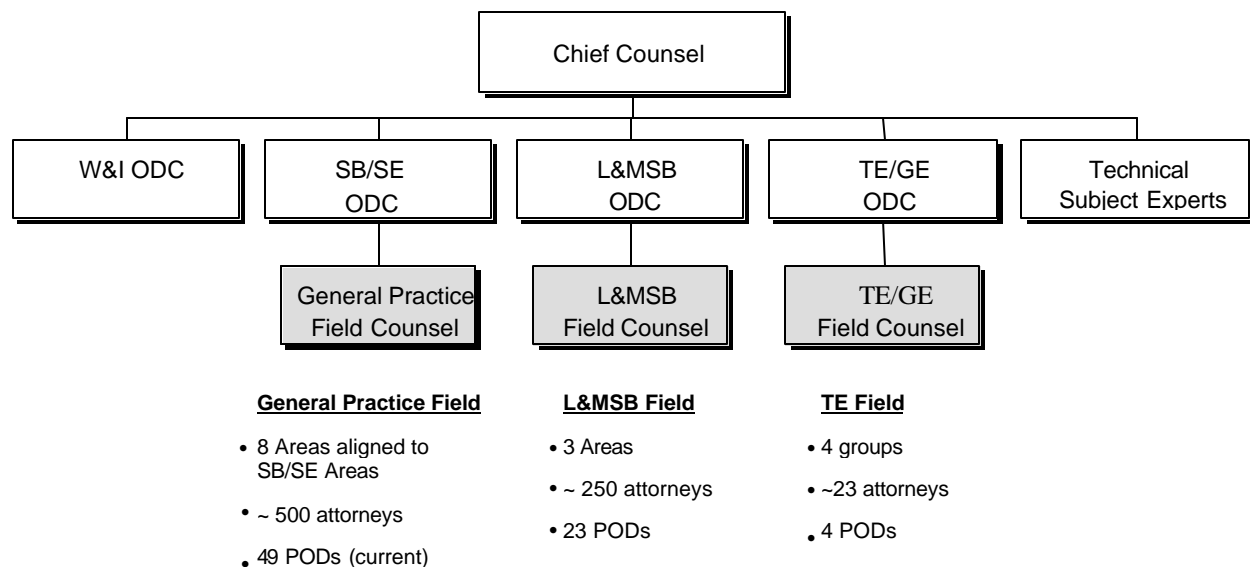 Chief Counsel
W&I ODC
SB/SE
ODC
L&MSB
ODC
TE/GE
ODC
Technical
Subject Experts
General Practice
Field Counsel
L&MSB
Field Counsel
TE/GE
Field Counsel
General Practice Field
• 8 Areas aligned to
SB/SE Areas
• ~ 500 attorneys
• 49 PODs (current)
L&MSB Field
• 3 Areas
• ~ 250 attorneys
• 23 PODs
TE Field
• 4 groups
• ~23 attorneys
• 4 PODs